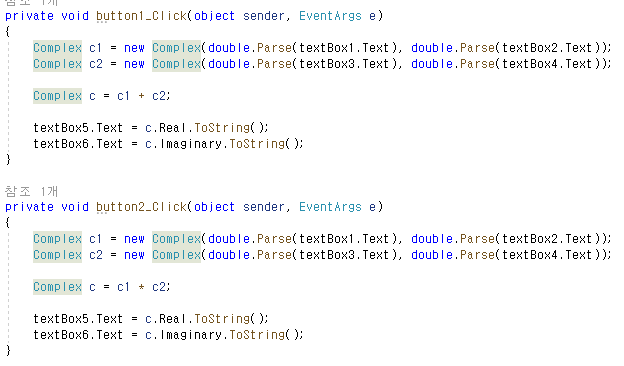 참조 1개
private void button1_Click(object sender, EventArgs e)
{
Complex c1 = new Complex(double.Parse(textBox1.Text), double.Parse(textBox2.Text));
Complex c2 = new Complex(double.Parse(textBox3.Text), double.Parse(textBox4.Text));
Complex c = c1 + c2;
textBox5.Text = c.Real.ToString();
textBox6.Text = c.Imaginary.ToString();
}
참조 1개
private void button2_Click(object sender, EventArgs e)
{
Complex c1 = new Complex(double.Parse(textBox1.Text), double.Parse(textBox2.Text));
Complex c2 = new Complex(double.Parse(textBox3.Text), double.Parse(textBox4.Text));
Complex c = c1 * c2;
textBox5.Text = c.Real.ToString();
textBox6.Text = c.Imaginary.ToString();
}